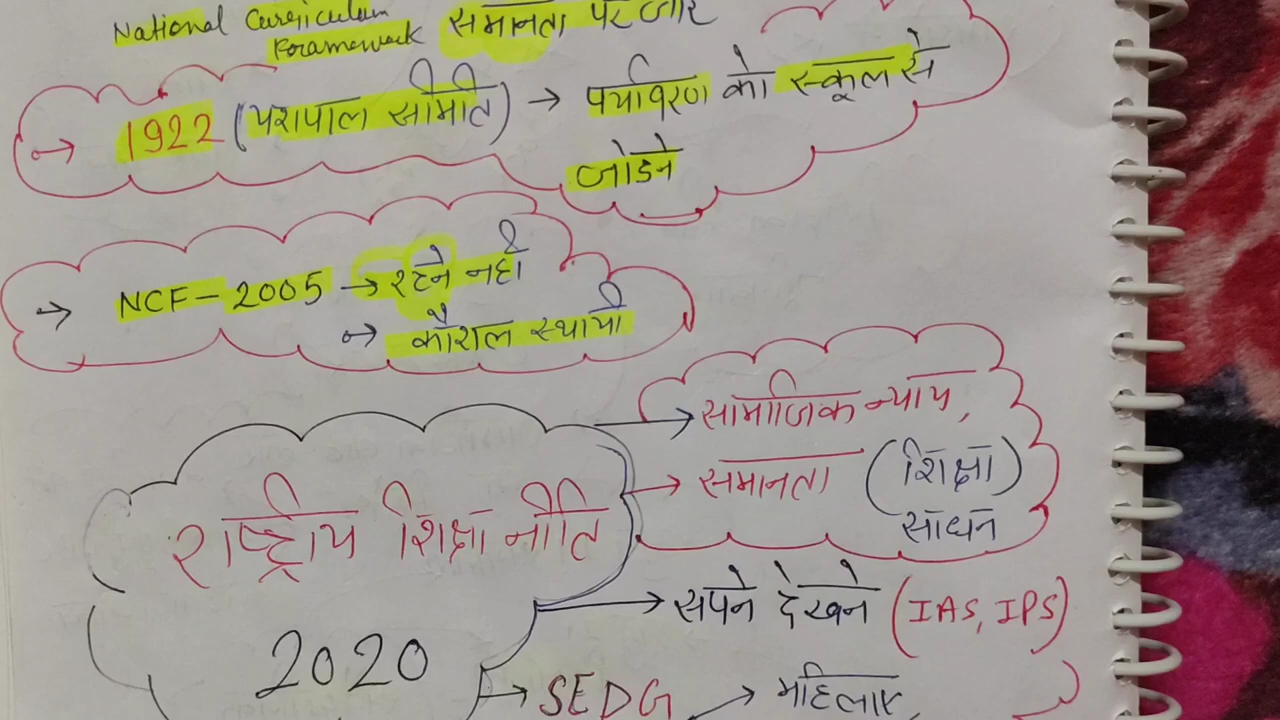 National Curriculum समानता पर जोर
Framework
→ 1922 (यशपाल समिति) → पर्यावरण को स्कूल से
जोडने
→ NCF-2005 → रटने नही
→ कौशल स्थायी
→ सामाजिक न्याय,
→ समानता (शिक्षा)
साधन
राष्ट्रीय शिक्षा नीति
2020
→ सपने देखने (IAS, IPS)
→ SEDG → महिलाए,